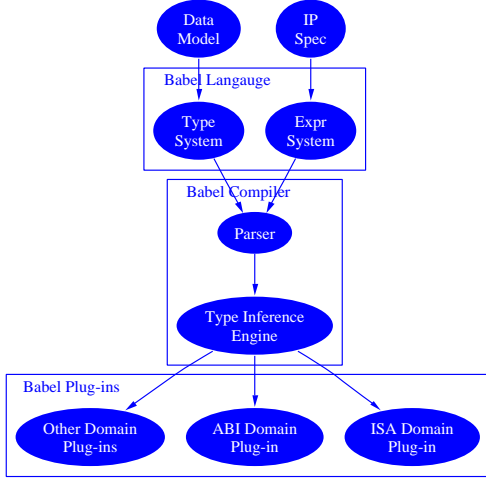 Data
Model
IP
Spec
Babel Langauge
Type
System
Expr
System
Babel Compiler
Parser
Type Inference
Engine
Babel Plug-ins
Other Domain
Plug-ins
ABI Domain
Plug-in
ISA Domain
Plug-in